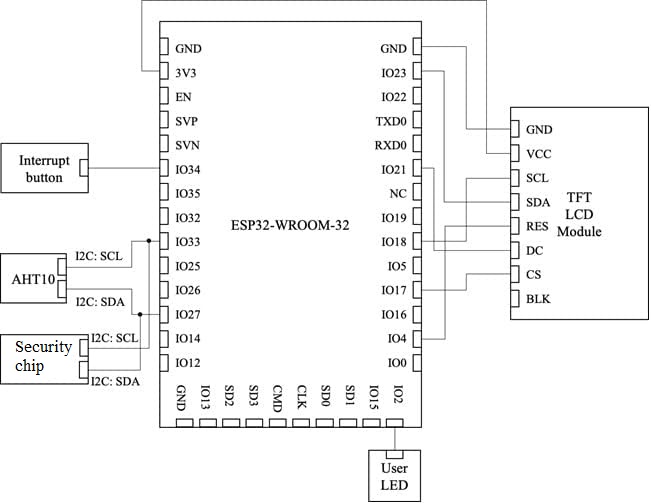 GND
3V3
EN
SVP
SVN
IO34
IO35
IO32
IO33
IO25
IO26
IO27
IO14
IO12
GND
IO23
IO22
TXD0
RXD0
IO21
NC
IO19
IO18
IO5
IO17
IO16
IO4
IO0
ESP32-WROOM-32
GND
IO13
SD2
SD3
CMD
CLK
SD0
SD1
IO15
IO2
Interrupt
button
AHT10
I2C: SCL
I2C: SDA
Security
chip
I2C: SCL
I2C: SDA
GND
VCC
SCL
SDA
RES
DC
CS
BLK
TFT
LCD
Module
User
LED